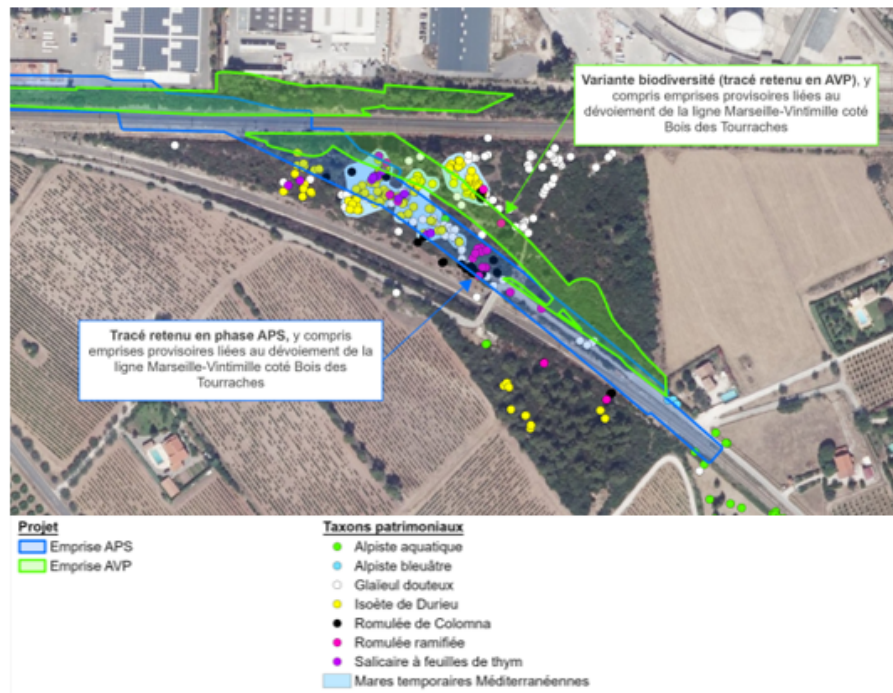 Variante biodiversité (tracé retenu en AVP), y
compris emprises provisoires liées au
dévoiement de la ligne Marseille-Vintimille coté
Bois des Tourraches
Tracé retenu en phase APS, y compris
emprises provisoires liées au dévoiement de la
ligne Marseille-Vintimille coté Bois des
Tourraches
Projet
Emprise APS
Emprise AVP
Taxons patrimoniaux
Alpiste aquatique
Alpiste bleuâtre
Glaïeul douteux
Isoète de Durieu
Romulée de Colomna
Romulée ramifiée
Salicaire à feuilles de thym
Mares temporaires Méditerranéennes